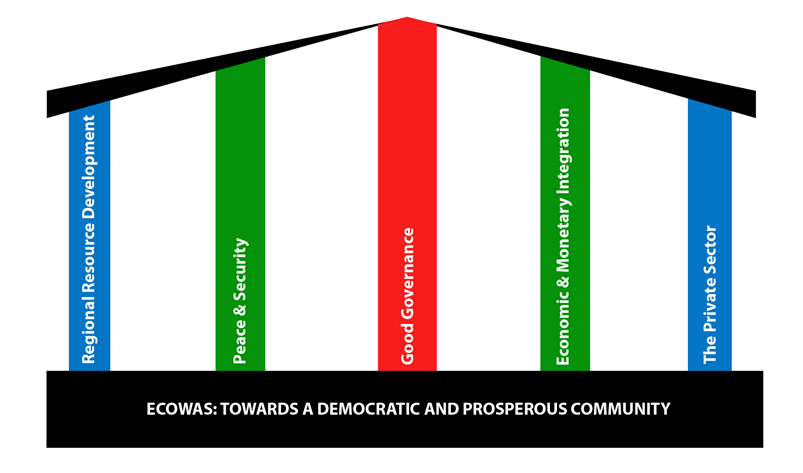 Regional Resource Development
Peace & Security
Good Governance
Economic & Monetary Integration
The Private Sector
ECOWAS: TOWARDS A DEMOCRATIC AND PROSPEROUS COMMUNITY